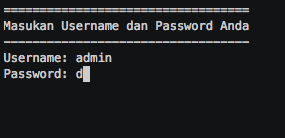 ==================================
Masukan Username dan Password Anda
----------------------------------
Username: admin
Password: d